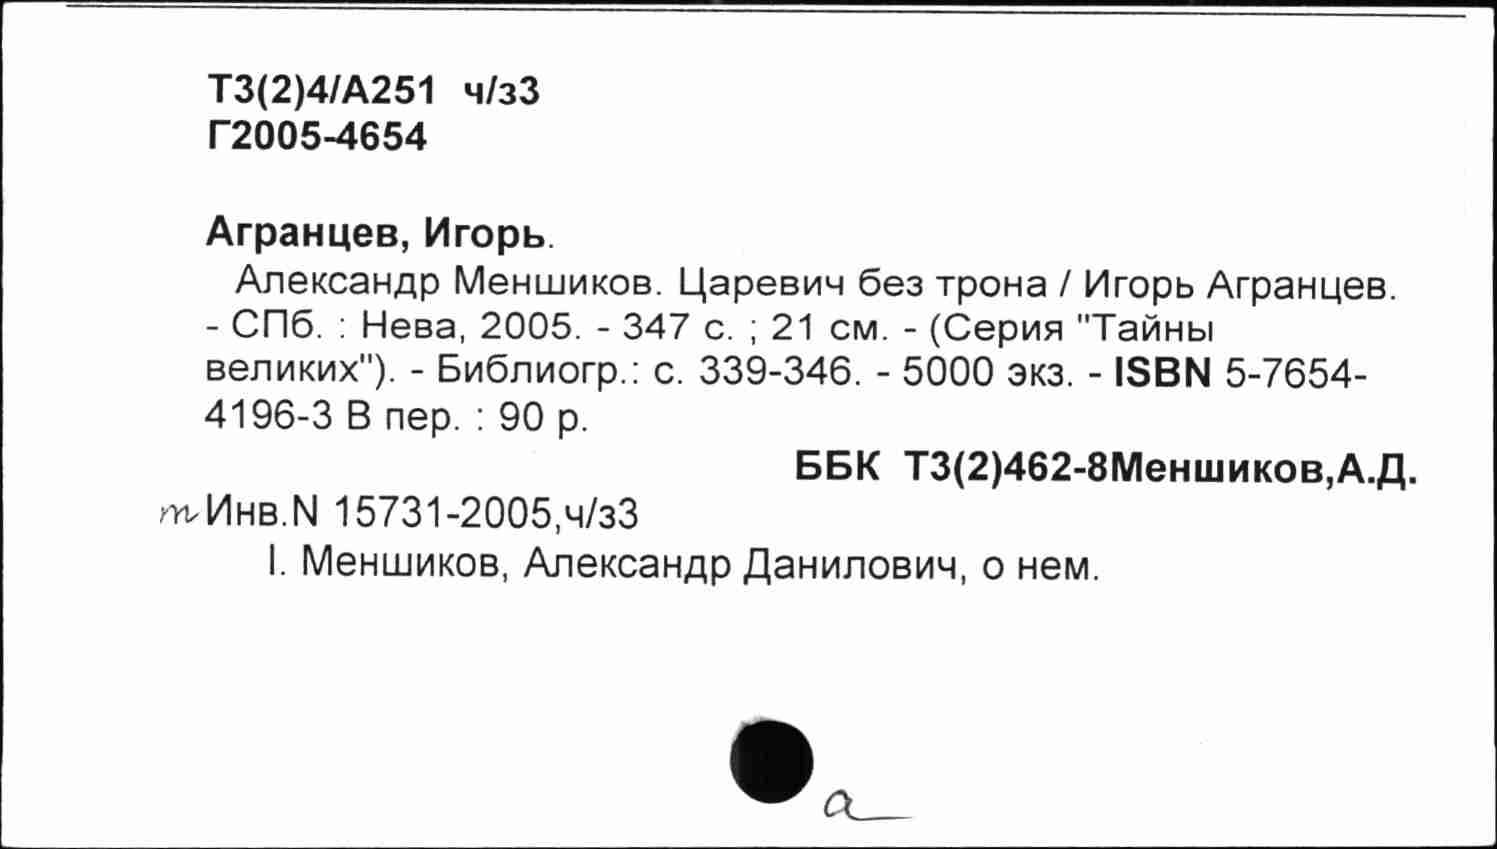 Т3(2)4/А251 ч/з3
Г2005-4654
Агранцев, Игорь.
Александр Меншиков. Царевич без трона / Игорь Агранцев.
- СПб. : Нева, 2005. - 347 с. ; 21 см. - (Серия "Тайны
великих"). - Библиогр.: с. 339-346. - 5000 экз. - ISBN 5-7654-
4196-3 В пер. : 90 р.
ББК Т3(2)462-8Меншиков,А.Д.
т Инв.N 15731-2005,ч/з3
I. Меншиков, Александр Данилович, о нем.
а